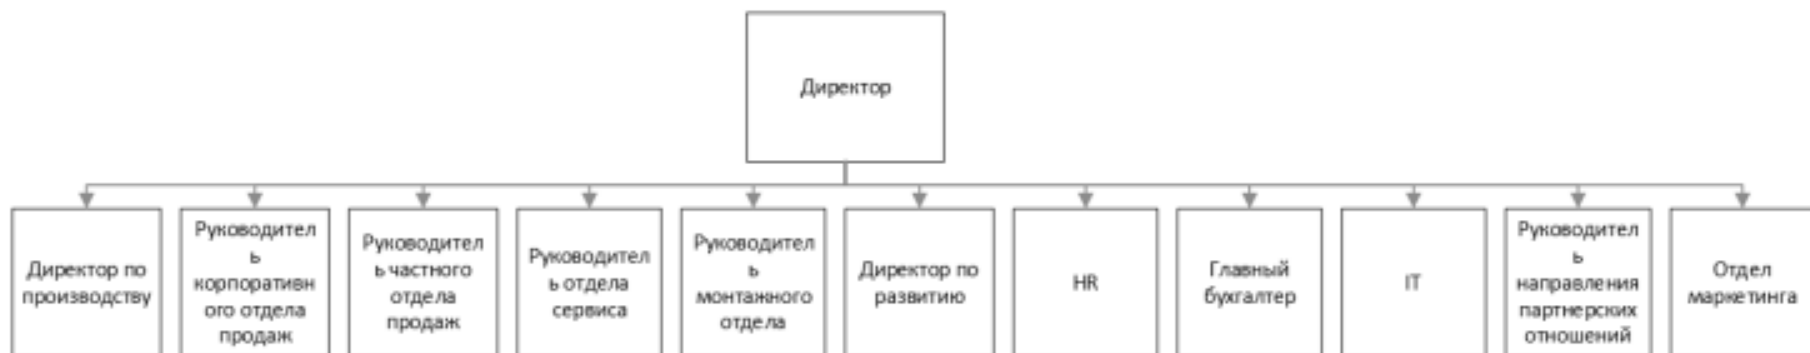 Директор
Директор по
производству
Руководител
ь
корпоративн
ого отдела
продаж
Руководител
ь частного
отдела
продаж
Руководител
ь отдела
сервиса
Руководител
ь
монтажного
отдела
Директор по
развитию
HR
Главный
бухгалтер
IT
Руководител
ь
направления
партнерских
отношений
Отдел
маркетинга